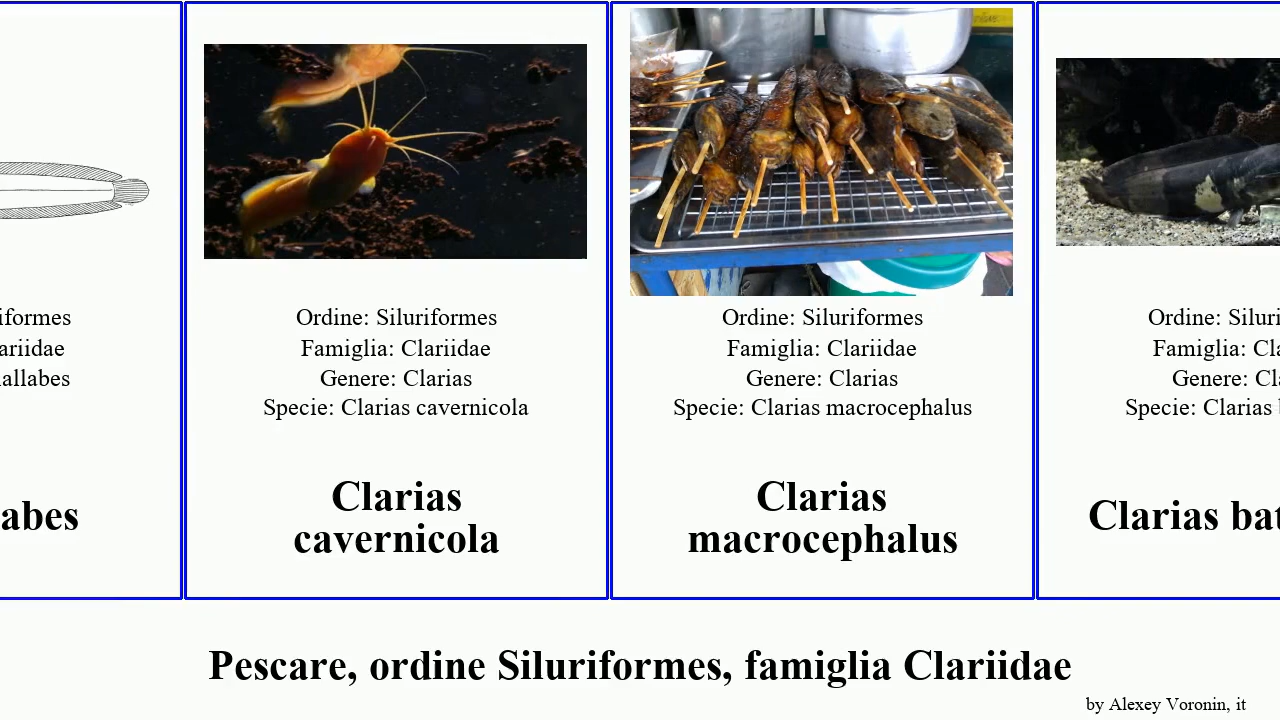 iformes
ariidae
allabes
abes
Ordine: Siluriformes
Famiglia: Clariidae
Genere: Clarias
Specie: Clarias cavernicola
Clarias
cavernicola
Ordine: Siluriformes
Famiglia: Clariidae
Genere: Clarias
Specie: Clarias macrocephalus
Clarias
macrocephalus
Ordine: Siluri
Famiglia: Cla
Genere: Cl
Specie: Clarias
Clarias bat
Pescare, ordine Siluriformes, famiglia Clariidae
by Alexey Voronin, it